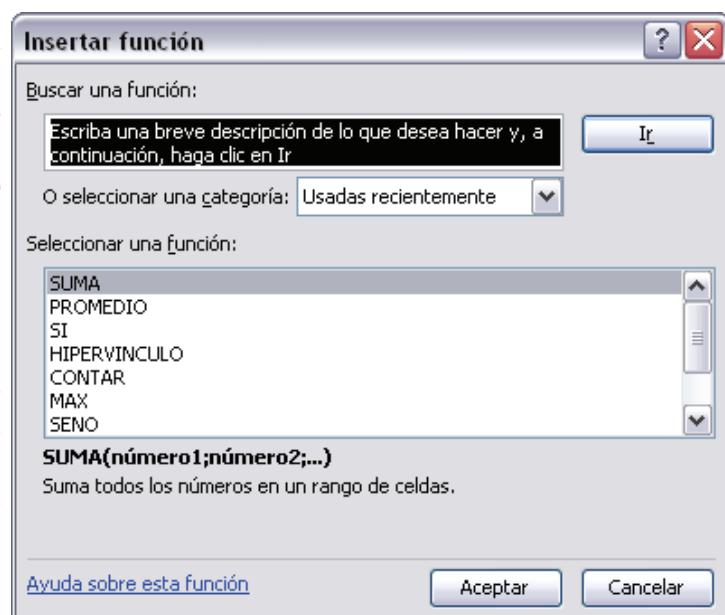 Insertar función
Buscar una función:
Escriba una breve descripción de lo que desea hacer y, a
continuación, haga clic en Ir
Ir
O seleccionar una categoría: Usadas recientemente
Seleccionar una función:
SUMA
PROMEDIO
SI
HIPERVINCULO
CONTAR
MAX
SENO
SUMA(número1;número2;...)
Suma todos los números en un rango de celdas.
Ayuda sobre esta función
Aceptar
Cancelar